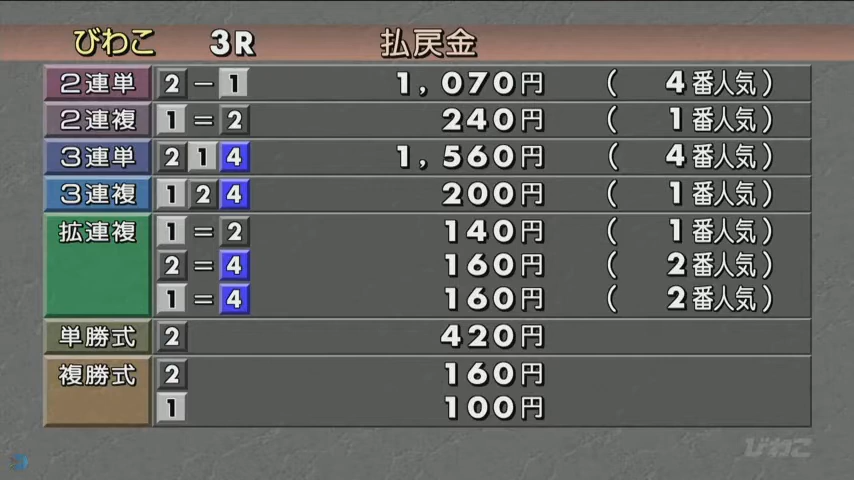 びわこ 3R 払戻金
2連単 2-1 1,070円 ( 4番人気)
2連複 1=2 240円 ( 1番人気)
3連単 2 1 4 1,560円 ( 4番人気)
3連複 1 2 4 200円 ( 1番人気)
拡連複 1=2 140円 ( 1番人気)
2=4 160円 ( 2番人気)
1=4 160円 ( 2番人気)
単勝式 2 420円
複勝式 2 160円
1 100円
びわこ